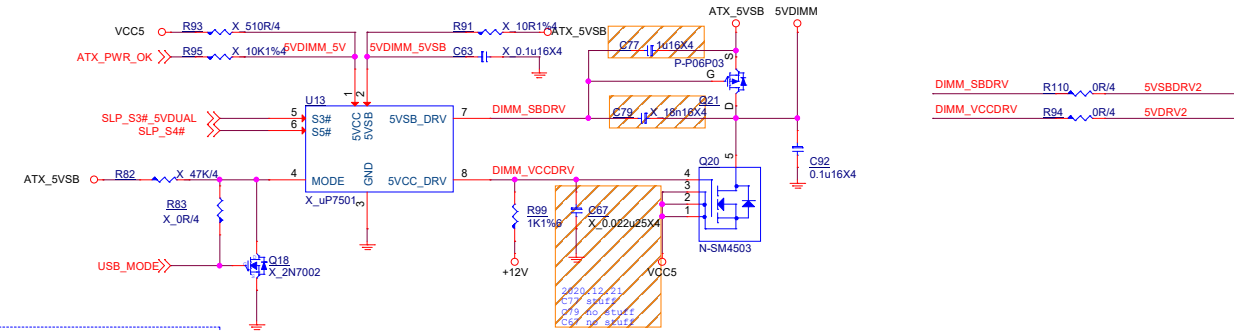 ATX_5VSB 5VDIMM
VCC5 R93 X_510R/4 R91 X_10R1%4 ATX_5VSB
ATX_PWR_OK R95 X_10K1%4 5VDIMM_5V 5VDIMM_5VSB C63 X_0.1u16X4
C77 1u16X4
P-P06P03 S
G
D
Q21
DIMM_SBDRV R110 0R/4 5VSBDRV2
DIMM_VCCDRV R94 0R/4 5VDRV2
U13 1 2
SLP_S3#_5VDUAL 5 S3# 5VCC 5VSB 5VSB_DRV 7 DIMM_SBDRV C79 X_18n16X4
SLP_S4# 6 S5#
5 C92
0.1u16X4
Q20
ATX_5VSB R82 X_47K/4 4 MODE GND 5VCC_DRV 8 DIMM_VCCDRV 4
3
2
1
X_uP7501 3
R83
X_0R/4
R99
1K1%6
C67
X_0.022u25X4
N-SM4503
USB_MODE Q18
X_2N7002
+12V VCC5
2020.12.21
C77 stuff
C79 no stuff
C67 no stuff